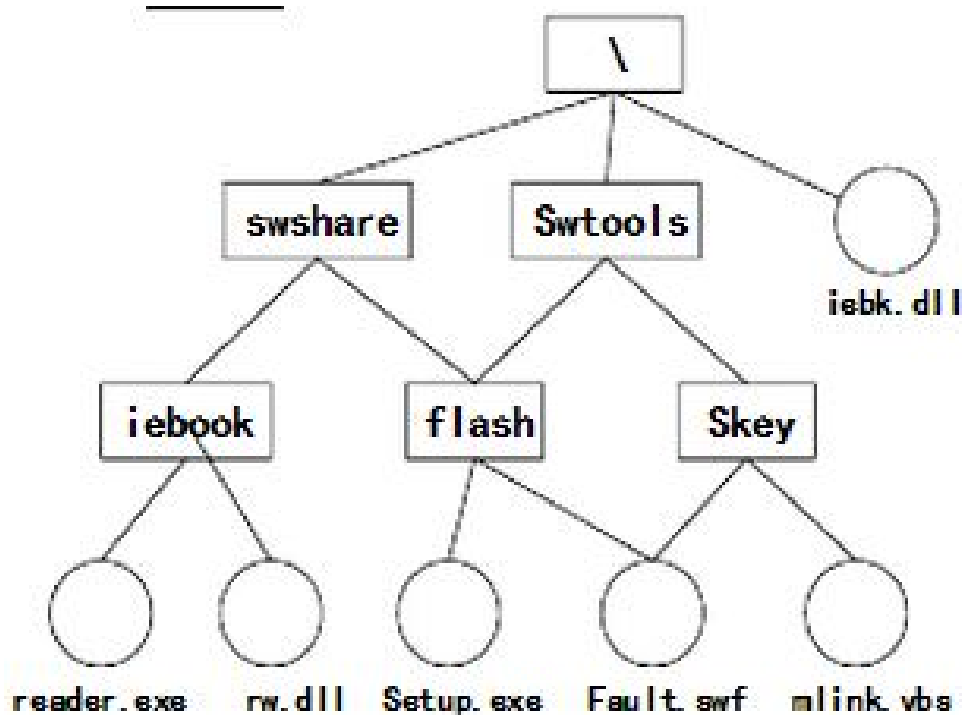 \
swshare
Swtools
iebk.dll
iebook
flash
Skey
reader.exe
rw.dll
Setup.exe
Fault.swf
mlink.vbs